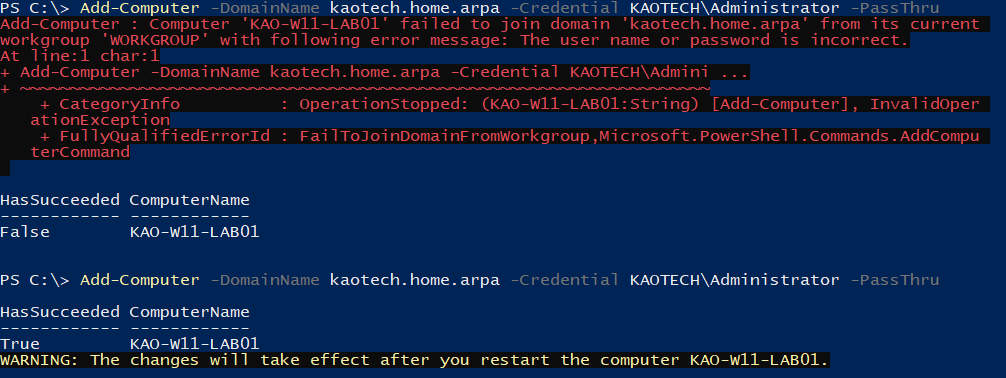 PS C:\> Add-Computer -DomainName kaotech.home.arpa -Credential KAOTECH\Administrator -PassThru
Add-Computer : Computer 'KAO-W11-LAB01' failed to join domain 'kaotech.home.arpa' from its current
workgroup 'WORKGROUP' with following error message: The user name or password is incorrect.
At line:1 char:1
+ Add-Computer -DomainName kaotech.home.arpa -Credential KAOTECH\Admini ...
+ ~~~~~~~~~~~~~~~~~~~~~~~~~~~~~~~~~~~~~~~~~~~~~~~~~~~~~~~~~~~~~~~~~~~~~
    + CategoryInfo          : OperationStopped: (KAO-W11-LAB01:String) [Add-Computer], InvalidOper
   ationException
    + FullyQualifiedErrorId : FailToJoinDomainFromWorkgroup,Microsoft.PowerShell.Commands.AddCompu
   terCommand
HasSucceeded ComputerName
------------ ------------
False        KAO-W11-LAB01
PS C:\> Add-Computer -DomainName kaotech.home.arpa -Credential KAOTECH\Administrator -PassThru
HasSucceeded ComputerName
------------ ------------
True         KAO-W11-LAB01
WARNING: The changes will take effect after you restart the computer KAO-W11-LAB01.